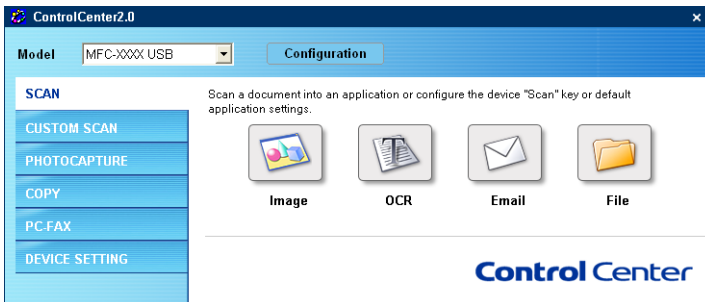 ControlCenter2.0
Model MFC-XXXX USB Configuration
SCAN
Scan a document into an application or configure the device "Scan" key or default
application settings.
CUSTOM SCAN
PHOTOCAPTURE
COPY
PC-FAX
DEVICE SETTING
Image OCR Email File
Control Center